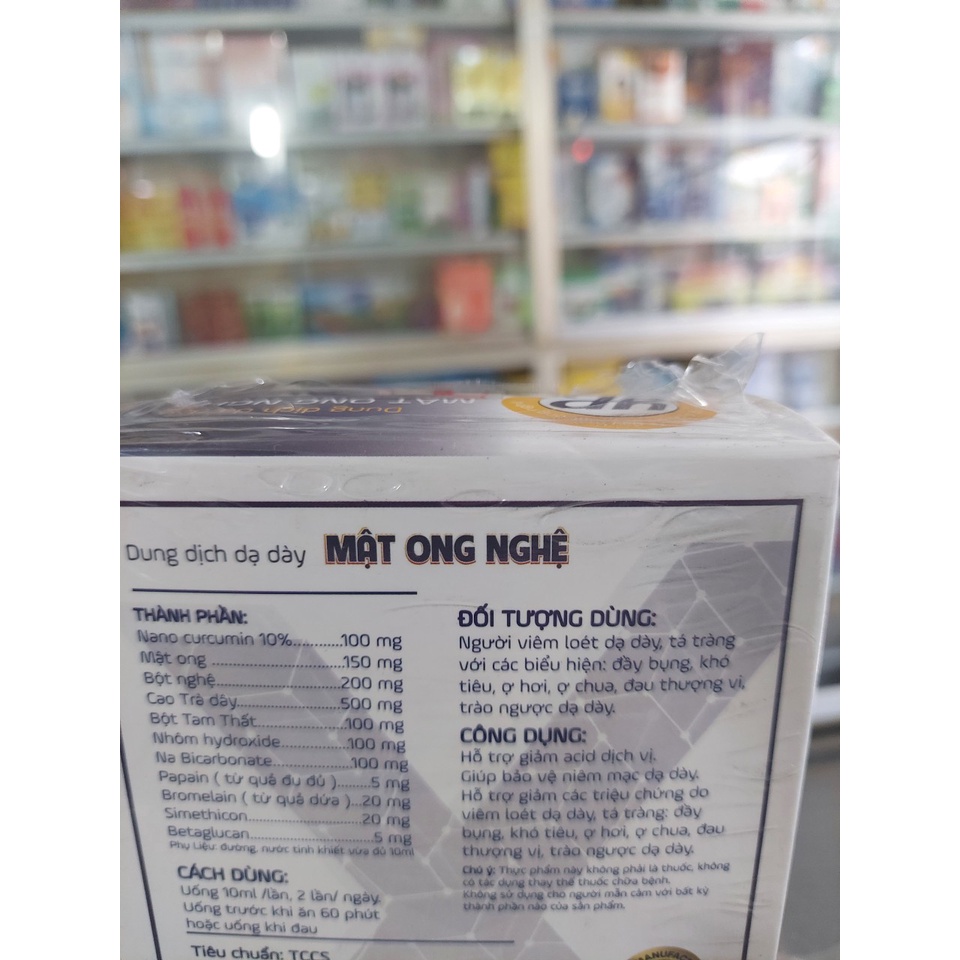 Dung dịch dạ
MẬT ONG NGH
dh
Dung dịch dạ dày MẬT ONG NGHỆ
THÀNH PHẦN:
Nano curcumin 10%...........100 mg
Mật ong ............................150 mg
Bột nghệ...........................200 mg
Cao Trà dây......................500 mg
Bột Tam Thất...................100 mg
Nhôm hydroxide..............100 mg
Na Bicarbonate................100 mg
Papain ( từ quả đu đủ ).......5 mg
Bromelain ( từ quả dứa )...20 mg
Simethicon........................20 mg
Betaglucan..........................5 mg
Phụ Liệu: đường, nước tinh khiết vừa đủ 10ml
CÁCH DÙNG:
Uống 10ml /lần, 2 lần/ ngày.
Uống trước khi ăn 60 phút
hoặc uống khi đau
Tiêu chuẩn: TCCS
ĐỐI TƯỢNG DÙNG:
Người viêm loét dạ dày, tá tràng
với các biểu hiện: đầy bụng, khó
tiêu, ợ hơi, ợ chua, đau thượng vị,
trào ngược dạ dày.
CÔNG DỤNG:
Hỗ trợ giảm acid dịch vị.
Giúp bảo vệ niêm mạc dạ dày.
Hỗ trợ giảm các triệu chứng do
viêm loét dạ dày, tá tràng: đầy
bụng, khó tiêu, ợ hơi, ợ chua, đau
thượng vị, trào ngược dạ dày.
Chú ý: Thực phẩm này không phải là thuốc, không
có tác dụng thay thế thuốc chữa bệnh.
Không sử dụng cho người mẫn cảm với bất kỳ
thành phần nào của sản phẩm.
MANUFAC